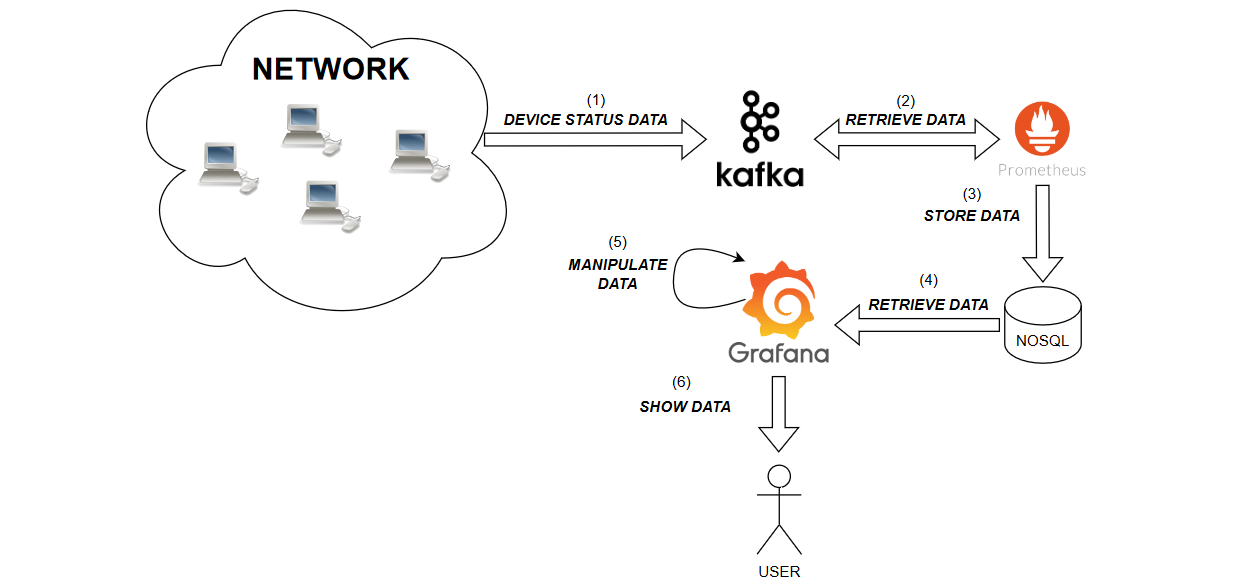 NETWORK
(1)
DEVICE STATUS DATA
kafka
(2)
RETRIEVE DATA
Prometheus
(3)
STORE DATA
NOSQL
(4)
RETRIEVE DATA
Grafana
(5)
MANIPULATE
DATA
(6)
SHOW DATA
USER